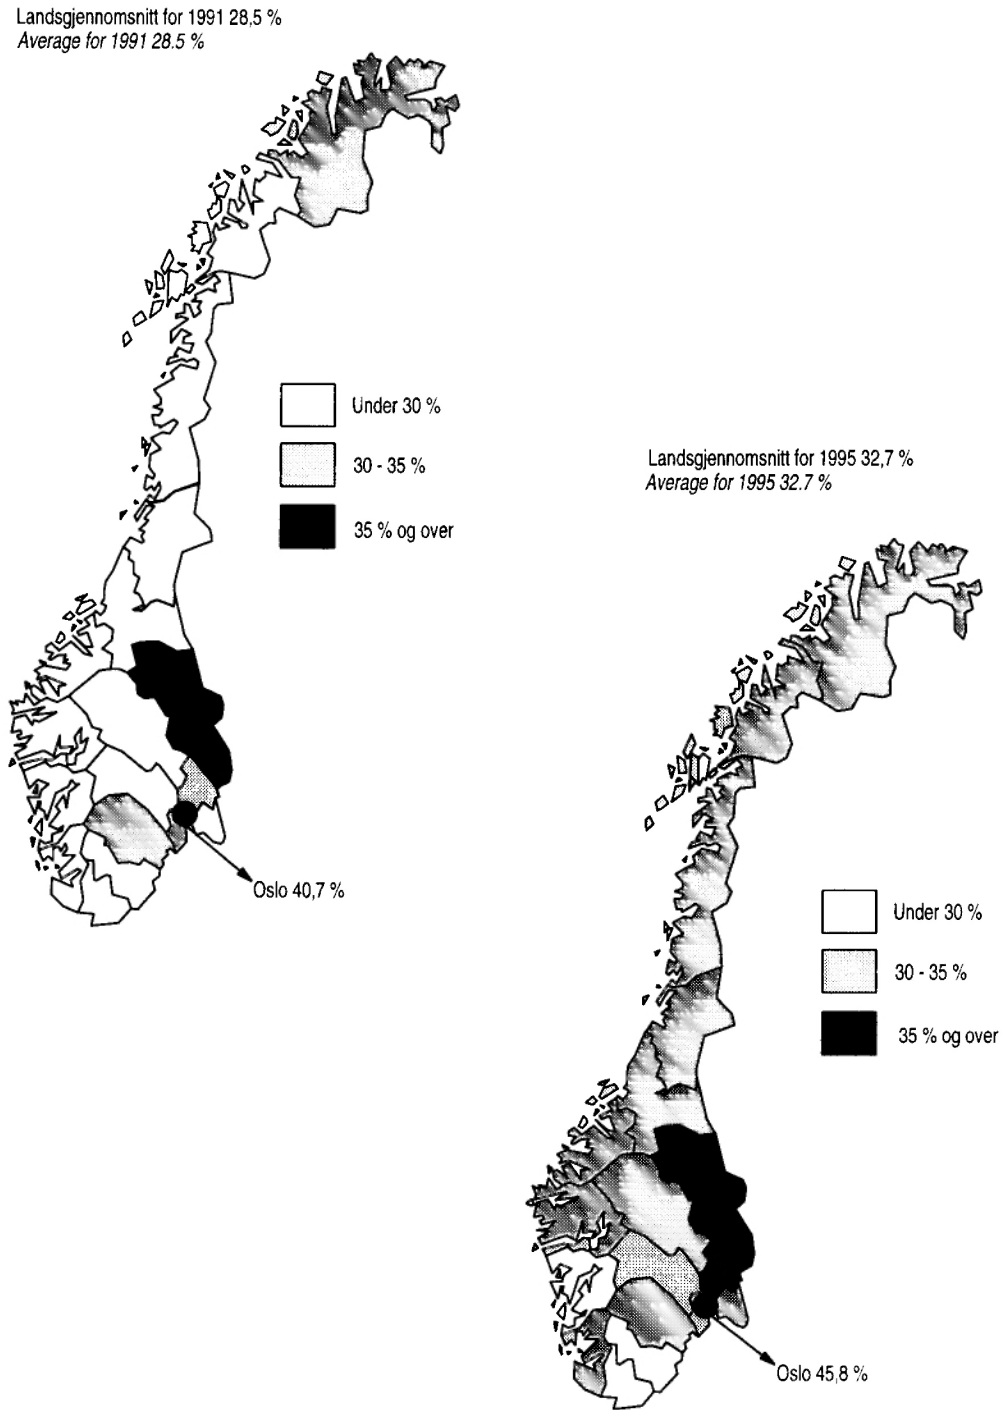 Landsgjennomsnitt for 1991 28,5 %
Average for 1991 28.5 %
Under 30 %
30 - 35 %
35 % og over
Oslo 40,7 %
Landsgjennomsnitt for 1995 32,7 %
Average for 1995 32.7 %
Under 30 %
30 - 35 %
35 % og over
Oslo 45,8 %